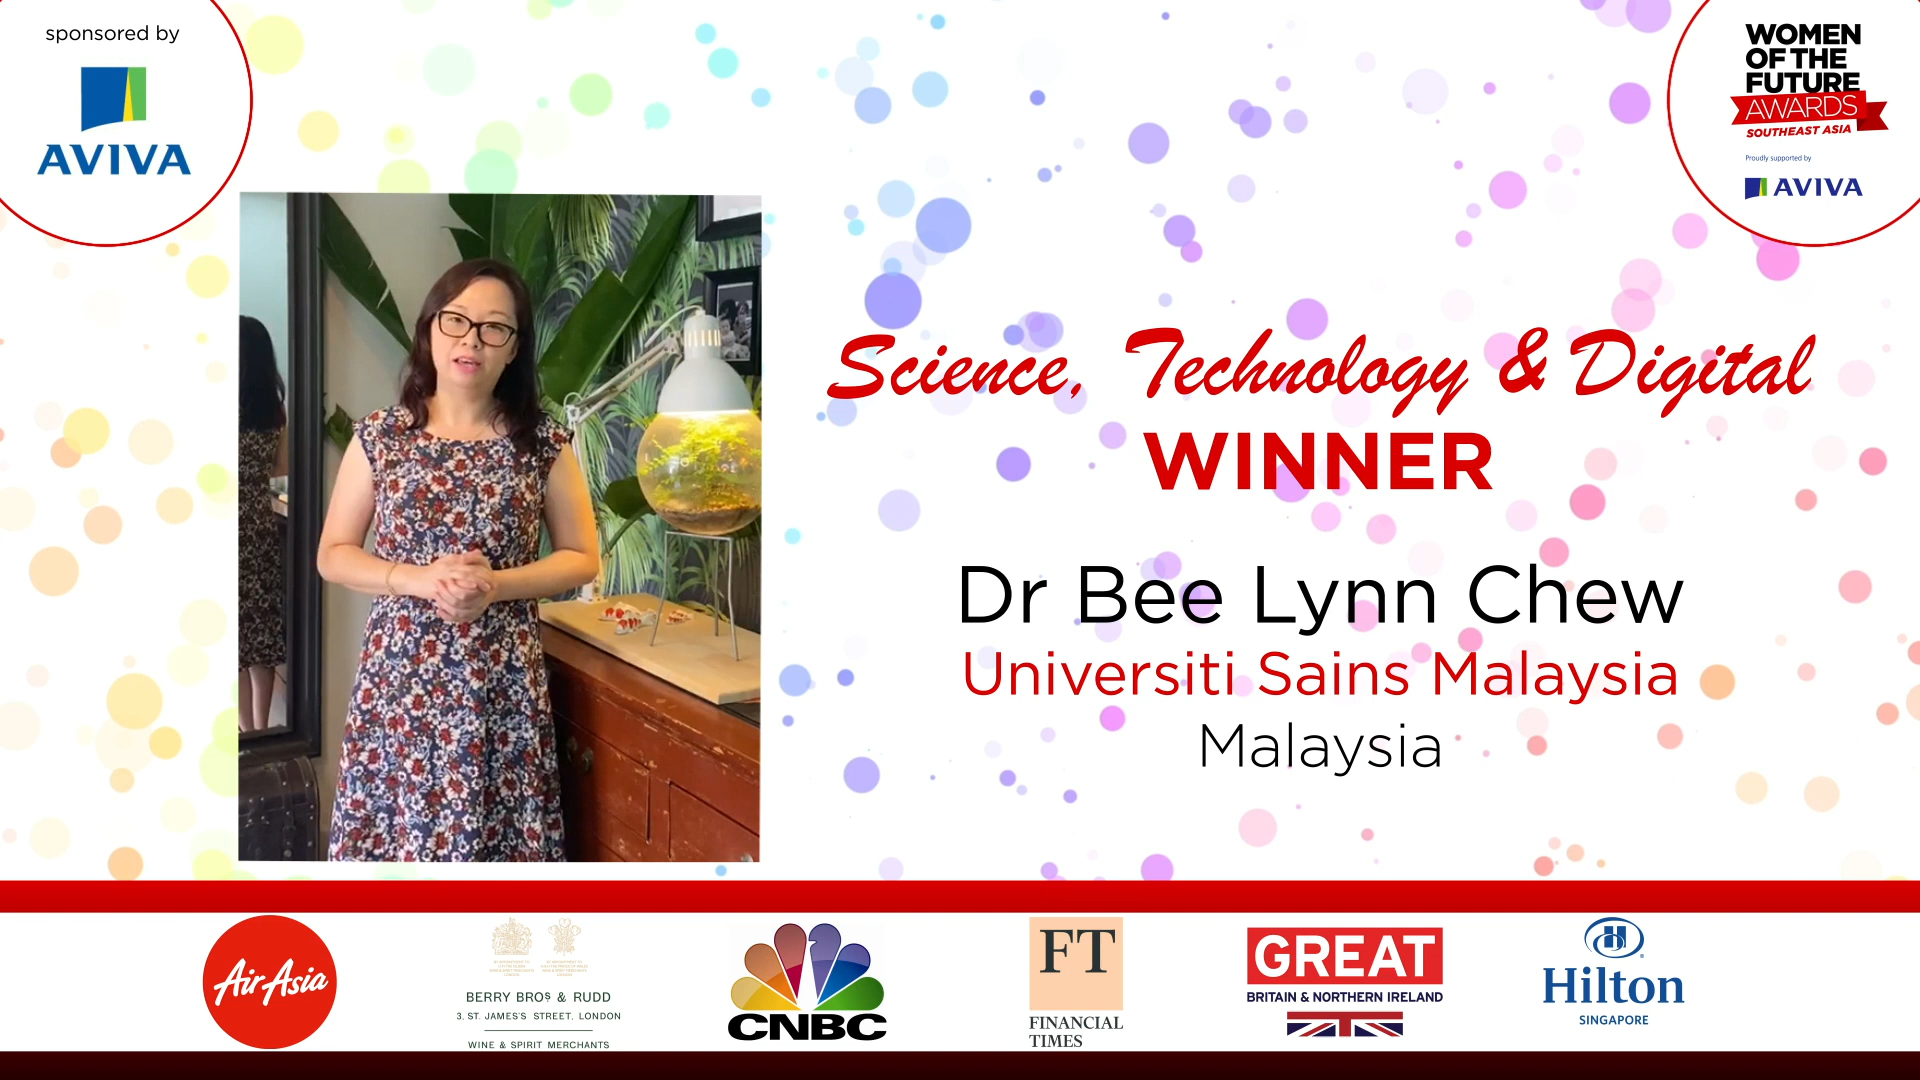 sponsored by
AVIVA
WOMEN
OF THE
FUTURE
AWARDS
SOUTHEAST ASIA
Proudly supported by
AVIVA
Science, Technology & Digital
WINNER
Dr Bee Lynn Chew
Universiti Sains Malaysia
Malaysia
AirAsia
BERRY BROS & RUDD
3, ST. JAMES'S STREET, LONDON
WINE & SPIRIT MERCHANTS
CNBC
FT
FINANCIAL
TIMES
GREAT
BRITAIN & NORTHERN IRELAND
H
Hilton
SINGAPORE